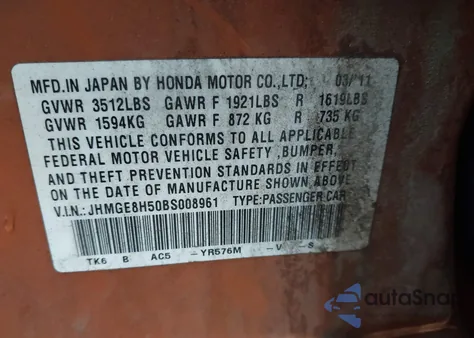 MFD.IN JAPAN BY HONDA MOTOR CO.,LTD; 03/11
GVWR 3512LBS GAWR F 1921LBS R 1619LBS
GVWR 1594KG GAWR F 872 KG R 735 KG
THIS VEHICLE CONFORMS TO ALL APPLICABLE
FEDERAL MOTOR VEHICLE SAFETY ,BUMPER,
AND THEFT PREVENTION STANDARDS IN EFFECT
ON THE DATE OF MANUFACTURE SHOWN ABOVE.
V.I.N.: JHMGE8H50BS008961 TYPE:PASSENGER CAR
TK6 B AC5 -YR576M -V -S
autoSnap